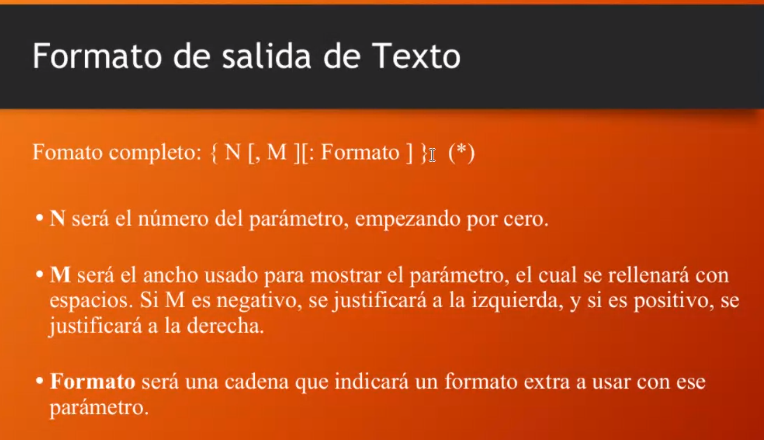 Formato de salida de Texto
Fomato completo: { N [, M ][: Formato ] } (*)
• N será el número del parámetro, empezando por cero.
• M será el ancho usado para mostrar el parámetro, el cual se rellenará con
espacios. Si M es negativo, se justificará a la izquierda, y si es positivo, se
justificará a la derecha.
• Formato será una cadena que indicará un formato extra a usar con ese
parámetro.